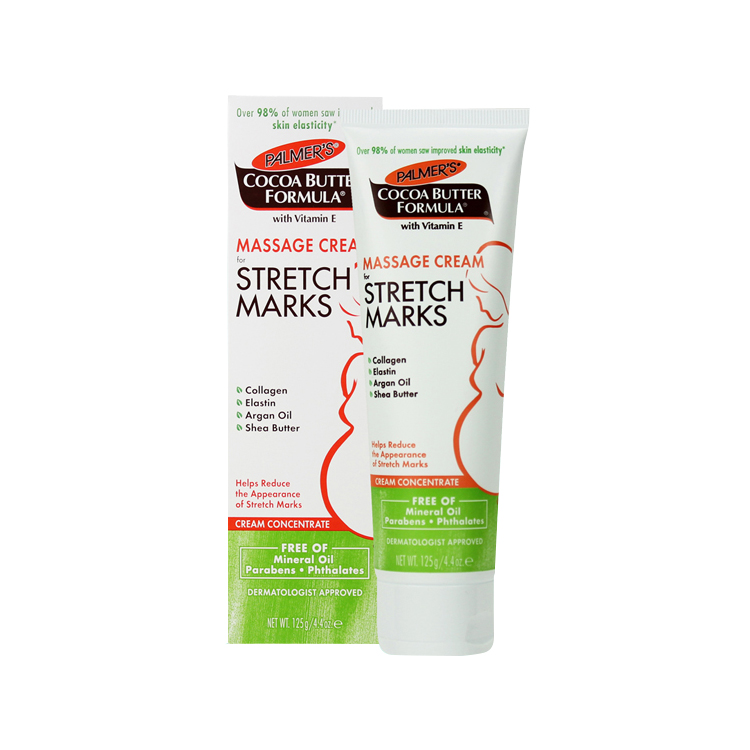 Over 98% of women saw i
skin elasticity*
PALMER'S®
COCOA BUTTE
FORMULA®
with Vitamin E
MASSAGE CREA
for
STRETCH
MARKS
Collagen
Elastin
Argan Oil
Shea Butter
Helps Reduce
the Appearance
of Stretch Marks
CREAM CONCENTRATE
FREE OF
Mineral Oil
Parabens • Phthalates
DERMATOLOGIST APPROVED
NET WT. 125g/4.4oz. e
Over 98% of women saw improved skin elasticity*
PALMER'S®
COCOA BUTTER
FORMULA®
with Vitamin E
MASSAGE CREAM
for
STRETCH
MARKS
Collagen
Elastin
Argan Oil
Shea Butter
Helps Reduce
the Appearance
of Stretch Marks
CREAM CONCENTRATE
FREE OF
Mineral Oil
Parabens • Phthalates
DERMATOLOGIST APPROVED
NET WT. 125g/4.4oz. e